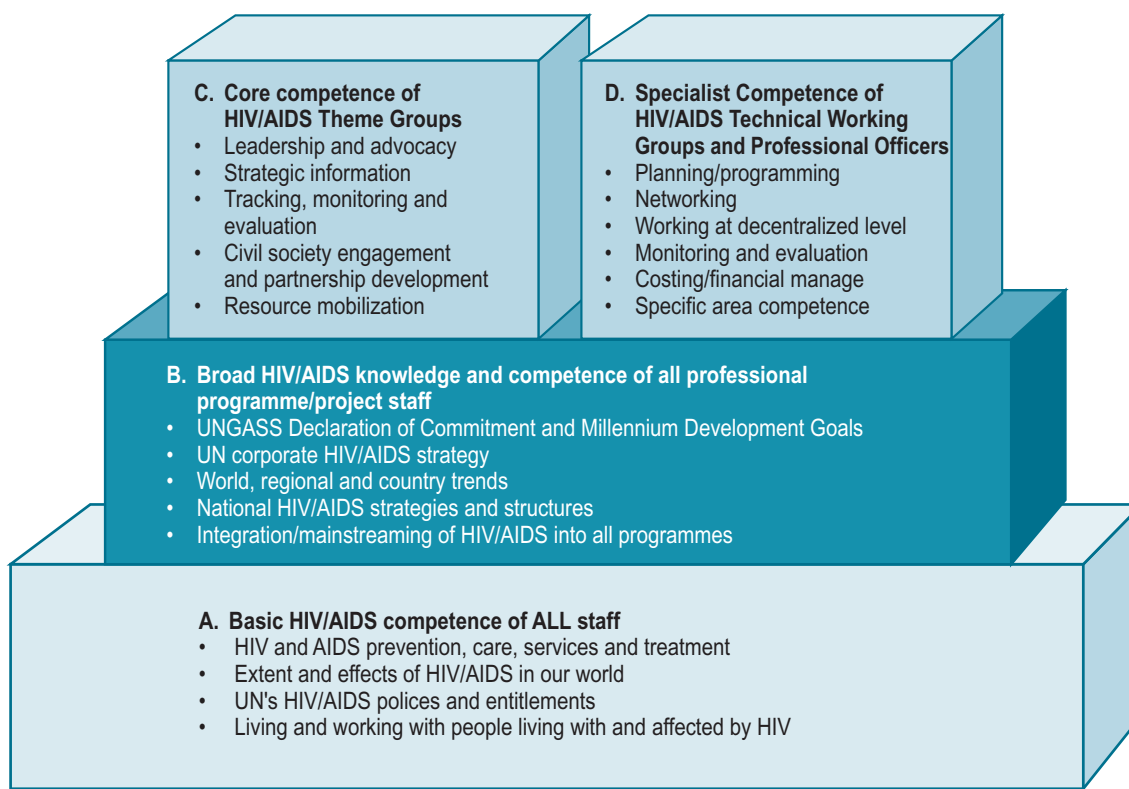 C. Core competence of
HIV/AIDS Theme Groups
• Leadership and advocacy
• Strategic information
• Tracking, monitoring and
evaluation
• Civil society engagement
and partnership development
• Resource mobilization
D. Specialist Competence of
HIV/AIDS Technical Working
Groups and Professional Officers
• Planning/programming
• Networking
• Working at decentralized level
• Monitoring and evaluation
• Costing/financial manage
• Specific area competence
B. Broad HIV/AIDS knowledge and competence of all professional
programme/project staff
• UNGASS Declaration of Commitment and Millennium Development Goals
• UN corporate HIV/AIDS strategy
• World, regional and country trends
• National HIV/AIDS strategies and structures
• Integration/mainstreaming of HIV/AIDS into all programmes
A. Basic HIV/AIDS competence of ALL staff
• HIV and AIDS prevention, care, services and treatment
• Extent and effects of HIV/AIDS in our world
• UN's HIV/AIDS polices and entitlements
• Living and working with people living with and affected by HIV